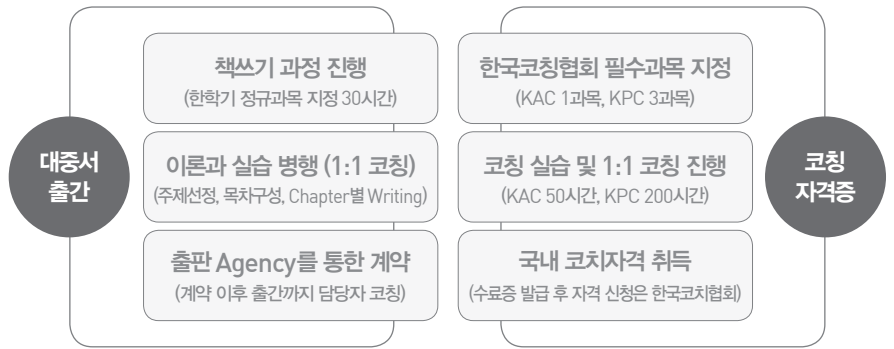 대중서
출간
책쓰기 과정 진행
(한학기 정규과목 지정 30시간)
이론과 실습 병행 (1:1 코칭)
(주제선정, 목차구성, Chapter별 Writing)
출판 Agency를 통한 계약
(계약 이후 출간까지 담당자 코칭)
한국코칭협회 필수과목 지정
(KAC 1과목, KPC 3과목)
코칭 실습 및 1:1 코칭 진행
(KAC 50시간, KPC 200시간)
국내 코치자격 취득
(수료증 발급 후 자격 신청은 한국코치협회)
코칭
자격증